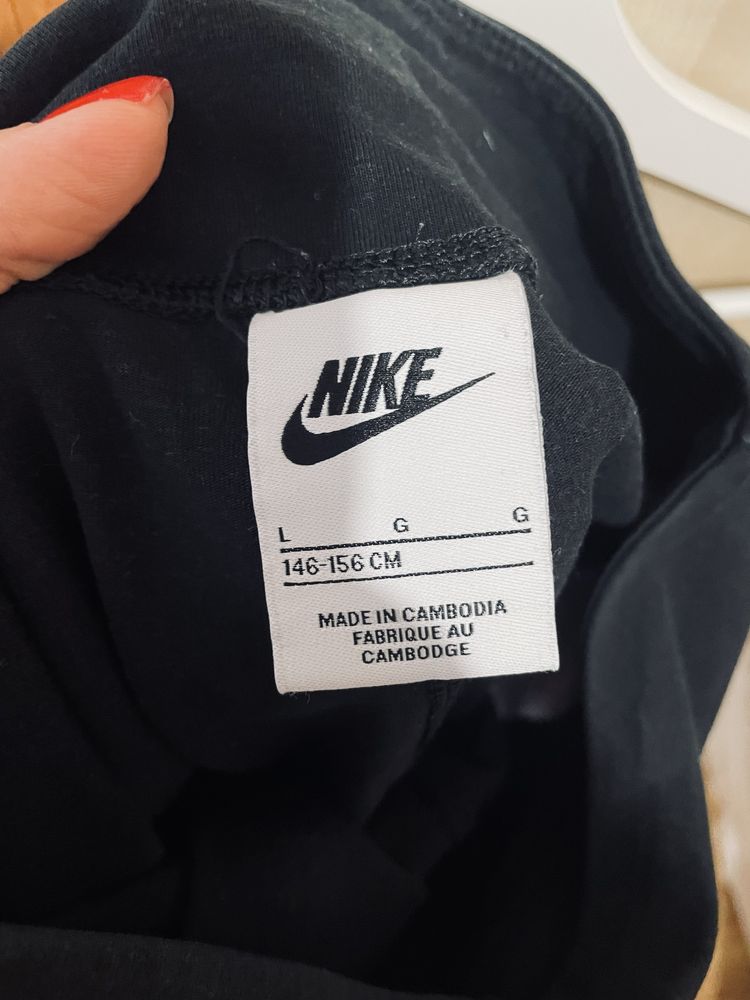 NIKE
L G G
146-156 CM
MADE IN CAMBODIA
FABRIQUE AU
CAMBODGE